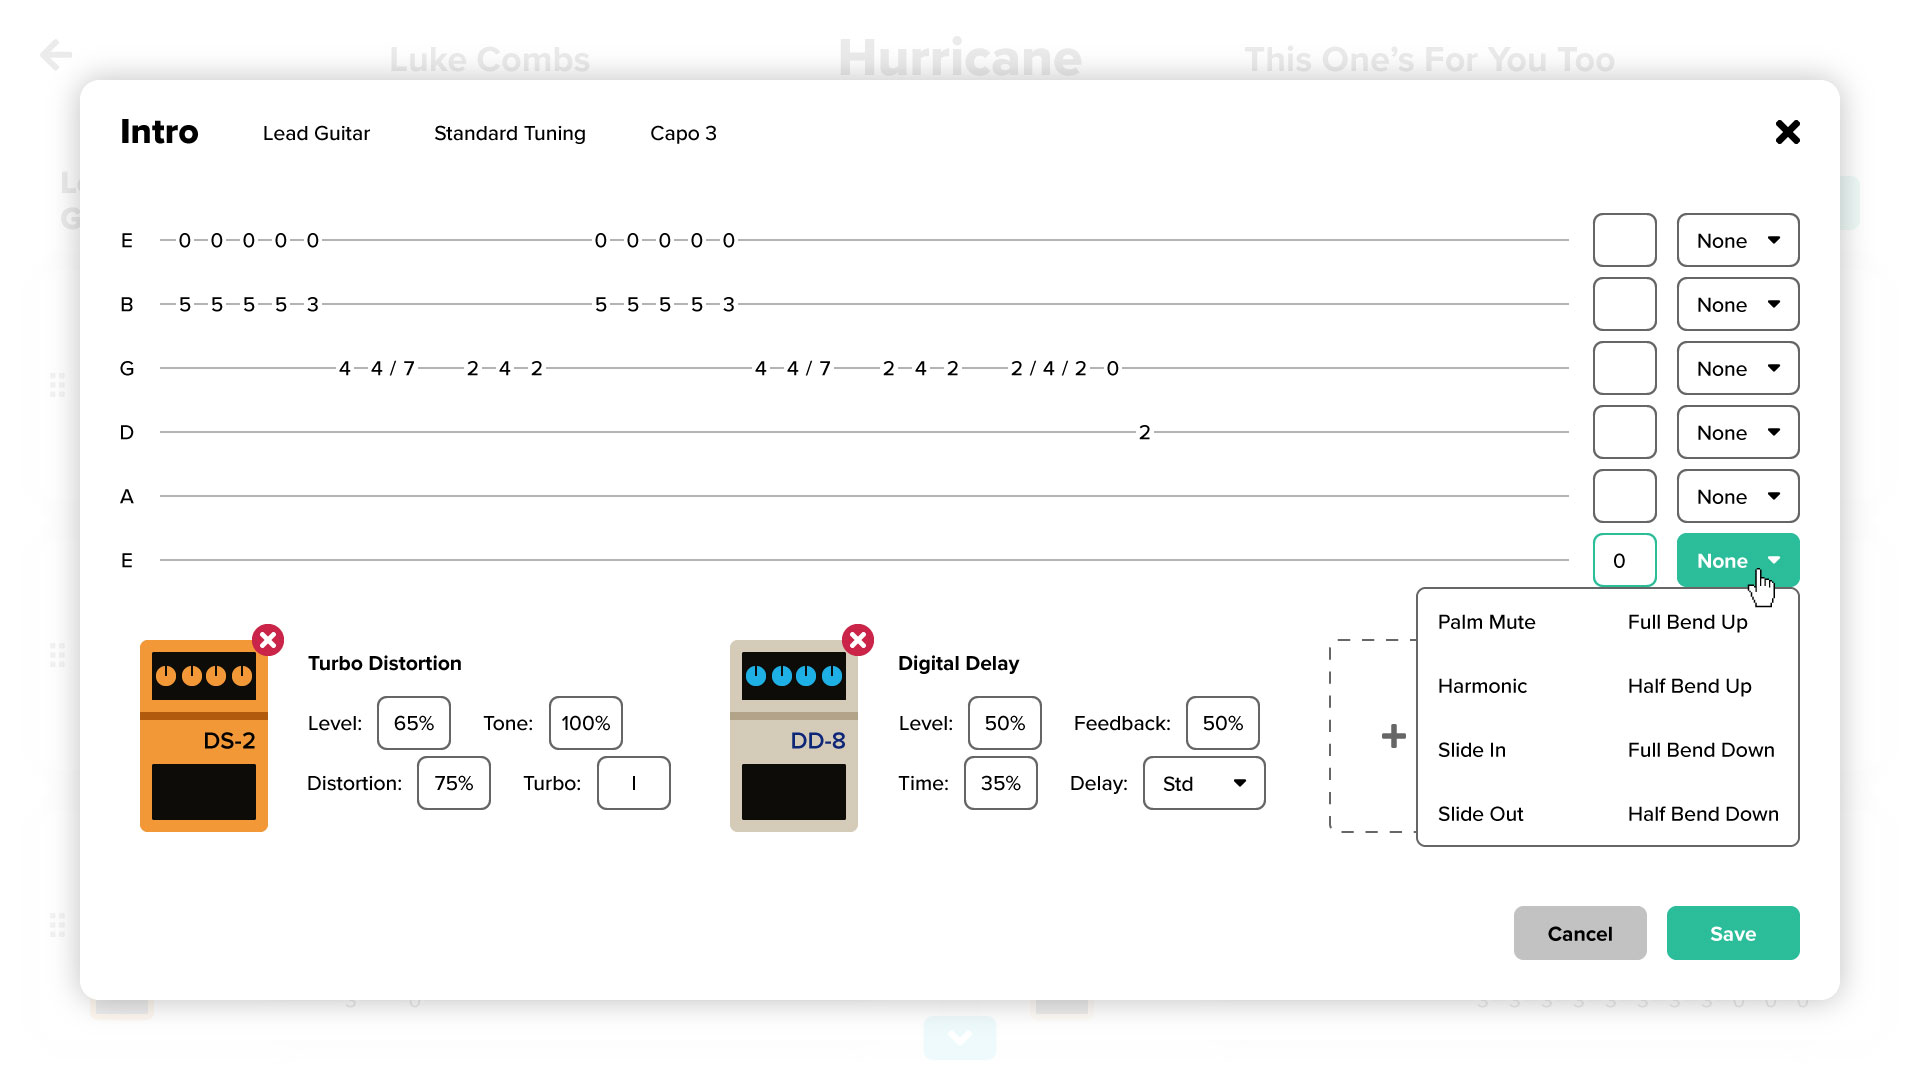 Luke Combs Hurricane This One's For You Too
Intro Lead Guitar Standard Tuning Capo 3
E 0 0 0 0 0 0 0 0 0 0 None
B 5 5 5 5 3 5 5 5 5 3 None
G 4 4 / 7 2 4 2 4 4 / 7 2 4 2 2 / 4 / 2 0 None
D 2 None
A None
E 0 None
Palm Mute Full Bend Up
Harmonic Half Bend Up
Slide In Full Bend Down
Slide Out Half Bend Down
DS-2
Turbo Distortion
Level: 65% Tone: 100%
Distortion: 75% Turbo: I
DD-8
Digital Delay
Level: 50% Feedback: 50%
Time: 35% Delay: Std
Cancel Save